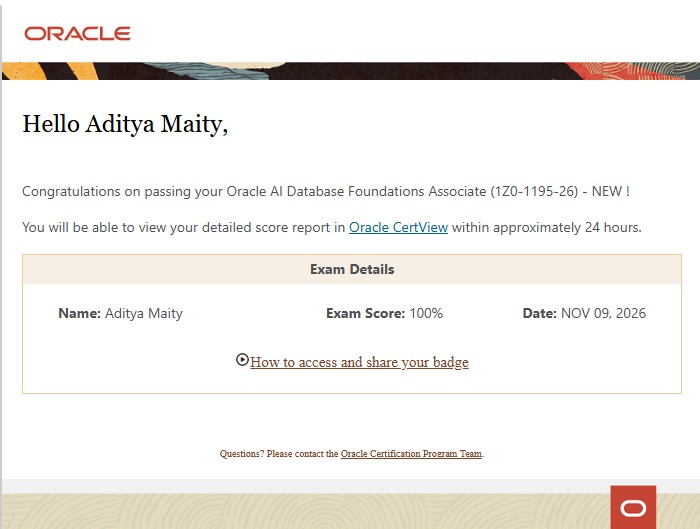 ORACLE
Hello Aditya Maity,
Congratulations on passing your Oracle AI Database Foundations Associate (1Z0-1195-26) - NEW !
You will be able to view your detailed score report in Oracle CertView within approximately 24 hours.
Exam Details
Name: Aditya Maity Exam Score: 100% Date: NOV 09, 2026
How to access and share your badge
Questions? Please contact the Oracle Certification Program Team.